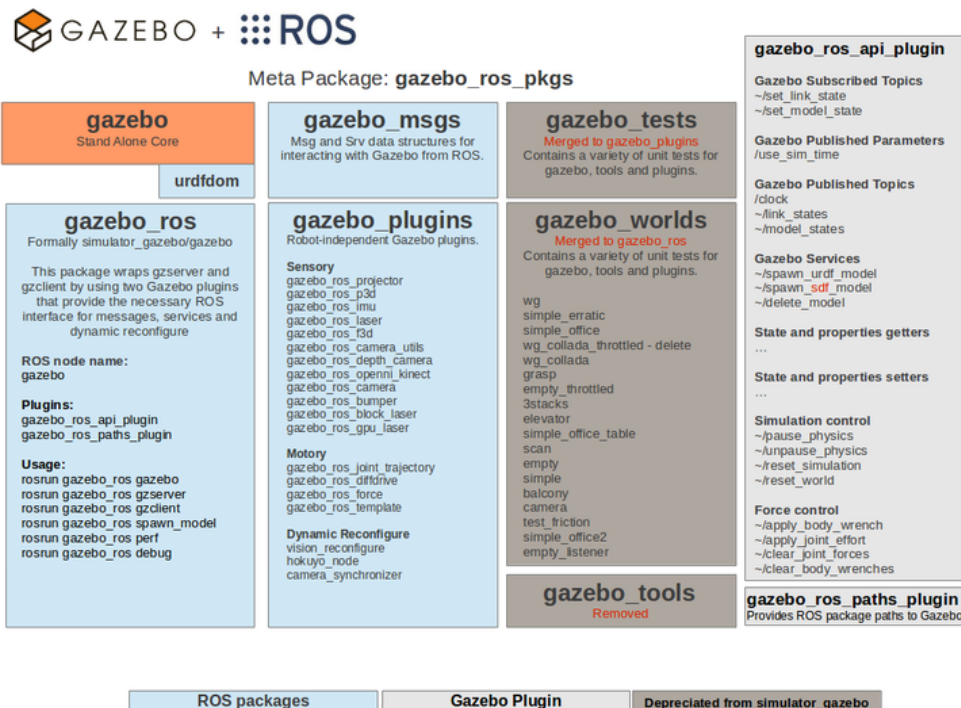 GAZEBO + ROS
Meta Package: gazebo_ros_pkgs
gazebo
Stand Alone Core
urdfdom
gazebo_ros
Formally simulator_gazebo/gazebo
This package wraps gzserver and
gzclient by using two Gazebo plugins
that provide the necessary ROS
interface for messages, services and
dynamic reconfigure
ROS node name:
gazebo
Plugins:
gazebo_ros_api_plugin
gazebo_ros_paths_plugin
Usage:
rosrun gazebo_ros gazebo
rosrun gazebo_ros gzserver
rosrun gazebo_ros gzclient
rosrun gazebo_ros spawn_model
rosrun gazebo_ros perf
rosrun gazebo_ros debug
gazebo_msgs
Msg and Srv data structures for
interacting with Gazebo from ROS.
gazebo_plugins
Robot-independent Gazebo plugins.
Sensory
gazebo_ros_projector
gazebo_ros_p3d
gazebo_ros_imu
gazebo_ros_laser
gazebo_ros_f3d
gazebo_ros_camera_utils
gazebo_ros_depth_camera
gazebo_ros_openni_kinect
gazebo_ros_camera
gazebo_ros_bumper
gazebo_ros_block_laser
gazebo_ros_gpu_laser
Motory
gazebo_ros_joint_trajectory
gazebo_ros_diffdrive
gazebo_ros_force
gazebo_ros_template
Dynamic Reconfigure
vision_reconfigure
hokuyo_node
camera_synchronizer
gazebo_tests
Merged to gazebo_plugins
Contains a variety of unit tests for
gazebo, tools and plugins.
gazebo_worlds
Merged to gazebo_ros
Contains a variety of unit tests for
gazebo, tools and plugins.
wg
simple_erratic
simple_office
wg_collada_throttled - delete
wg_collada
grasp
empty_throttled
3stacks
elevator
simple_office_table
scan
empty
simple
balcony
camera
test_friction
simple_office2
empty_listener
gazebo_tools
Removed
gazebo_ros_api_plugin
Gazebo Subscribed Topics
~/set_link_state
~/set_model_state
Gazebo Published Parameters
/use_sim_time
Gazebo Published Topics
/clock
~/link_states
~/model_states
Gazebo Services
~/spawn_urdf_model
~/spawn_sdf_model
~/delete_model
State and properties getters
...
State and properties setters
...
Simulation control
~/pause_physics
~/unpause_physics
~/reset_simulation
~/reset_world
Force control
~/apply_body_wrench
~/apply_joint_effort
~/clear_joint_forces
~/clear_body_wrenches
gazebo_ros_paths_plugin
Provides ROS package paths to Gazebo
ROS packages
Gazebo Plugin
Depreciated from simulator_gazebo